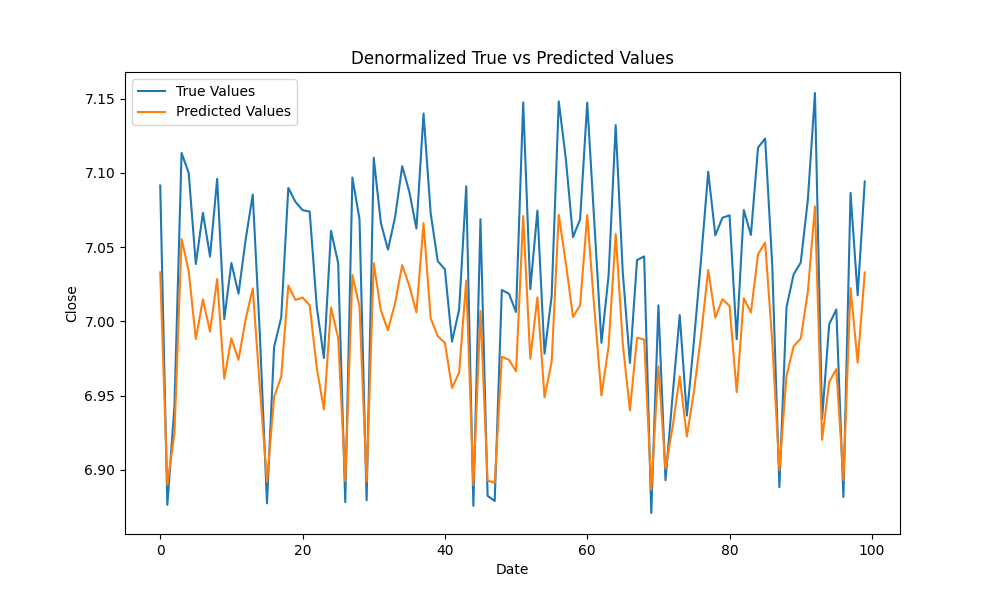 Denormalized True vs Predicted Values
True Values
Predicted Values
7.15
7.10
7.05
7.00
6.95
6.90
Close
0 20 40 60 80 100
Date